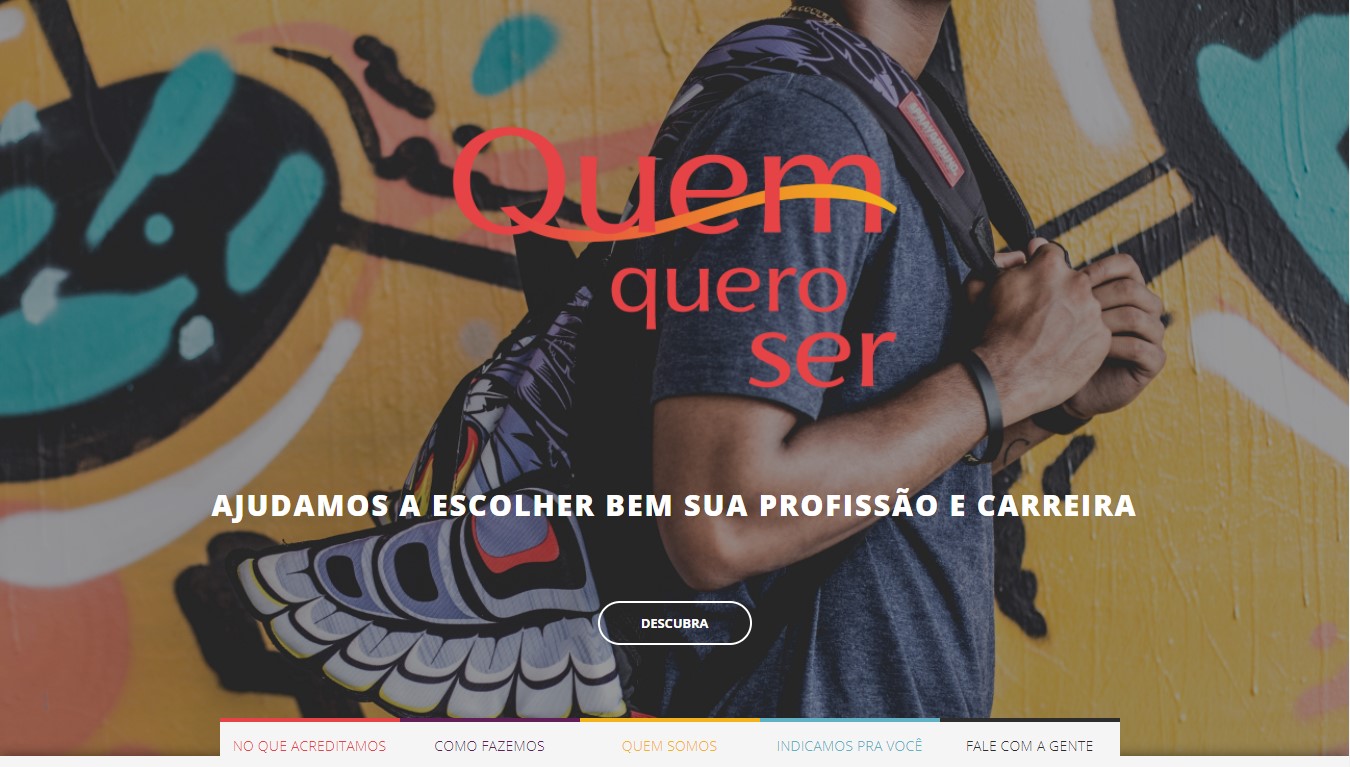 Quem
quero
ser
SPRAYGROUND
AJUDAMOS A ESCOLHER BEM SUA PROFISSÃO E CARREIRA
DESCUBRA
NO QUE ACREDITAMOS
COMO FAZEMOS
QUEM SOMOS
INDICAMOS PRA VOCÊ
FALE COM A GENTE